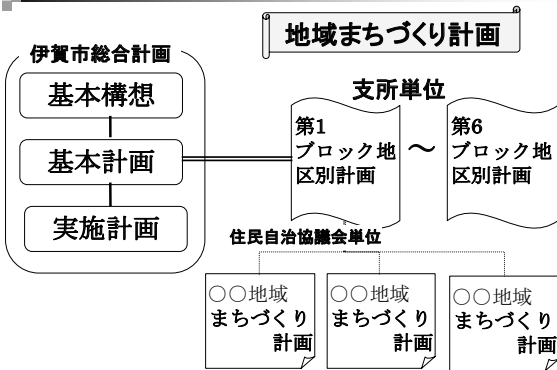 地域まちづくり計画
伊賀市総合計画
基本構想
基本計画
実施計画
支所単位
第1
ブロック地
区別計画
～
第6
ブロック地
区別計画
住民自治協議会単位
○○地域
まちづくり
計画
○○地域
まちづくり
計画
○○地域
まちづくり
計画